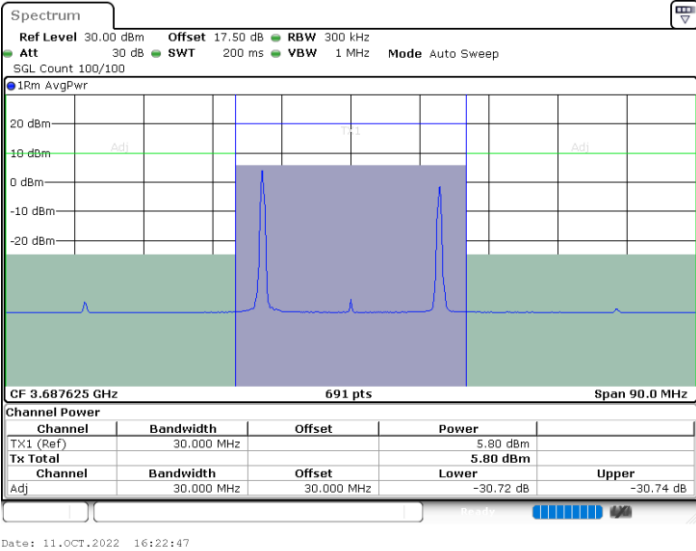 Spectrum
Ref Level 30.00 dBm Offset 17.50 dB RBW 300 kHz
Att 30 dB SWT 200 ms VBW 1 MHz Mode Auto Sweep
SGL Count 100/100
1Rm AvgPwr
20 dBm
TX1
Adj
Adj
10 dBm
0 dBm
-10 dBm
-20 dBm
CF 3.687625 GHz 691 pts Span 90.0 MHz
Channel Power
Channel Bandwidth Offset Power
TX1 (Ref) 30.000 MHz 5.80 dBm
Tx Total 5.80 dBm
Channel Bandwidth Offset Lower Upper
Adj 30.000 MHz 30.000 MHz -30.72 dB -30.74 dB
Ready
Date: 11.OCT.2022 16:22:47